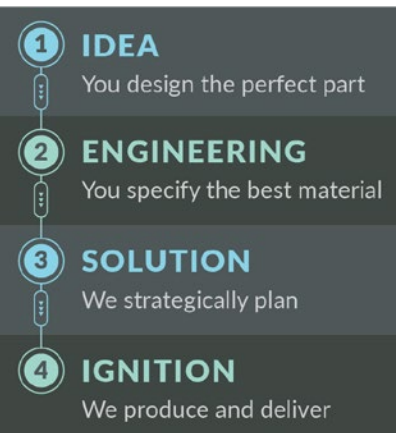 1 IDEA
You design the perfect part
2 ENGINEERING
You specify the best material
3 SOLUTION
We strategically plan
4 IGNITION
We produce and deliver